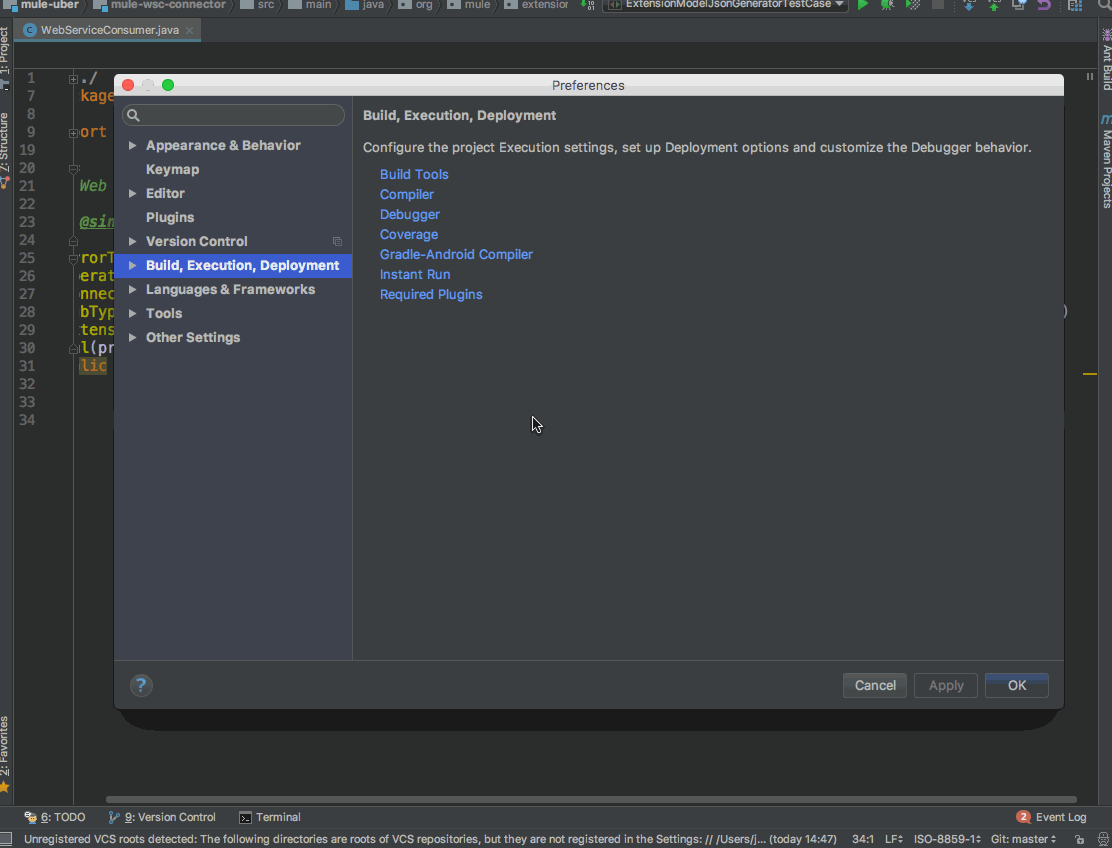 mule-uber mule-wsc-connector src main java org mule extension ExtensionModelJsonGeneratorTestCase
WebServiceConsumer.java
1: Project
7: Structure
2: Favorites
Ant Build
Maven Projects
1 ./
7 kage
8
9 ort
19
20
21 Web
22
23 @sim
24
25 rrorT
26 erat
27 nnec
28 bTyp )
29 tens
30 l(pr
31 lic
32
33
34
Preferences
Appearance & Behavior
Keymap
Editor
Plugins
Version Control
Build, Execution, Deployment
Languages & Frameworks
Tools
Other Settings
Build, Execution, Deployment
Configure the project Execution settings, set up Deployment options and customize the Debugger behavior.
Build Tools
Compiler
Debugger
Coverage
Gradle-Android Compiler
Instant Run
Required Plugins
?
Cancel Apply OK
6: TODO 9: Version Control Terminal 2 Event Log
Unregistered VCS roots detected: The following directories are roots of VCS repositories, but they are not registered in the Settings: // /Users/j... (today 14:47) 34:1 LF ISO-8859-1 Git: master